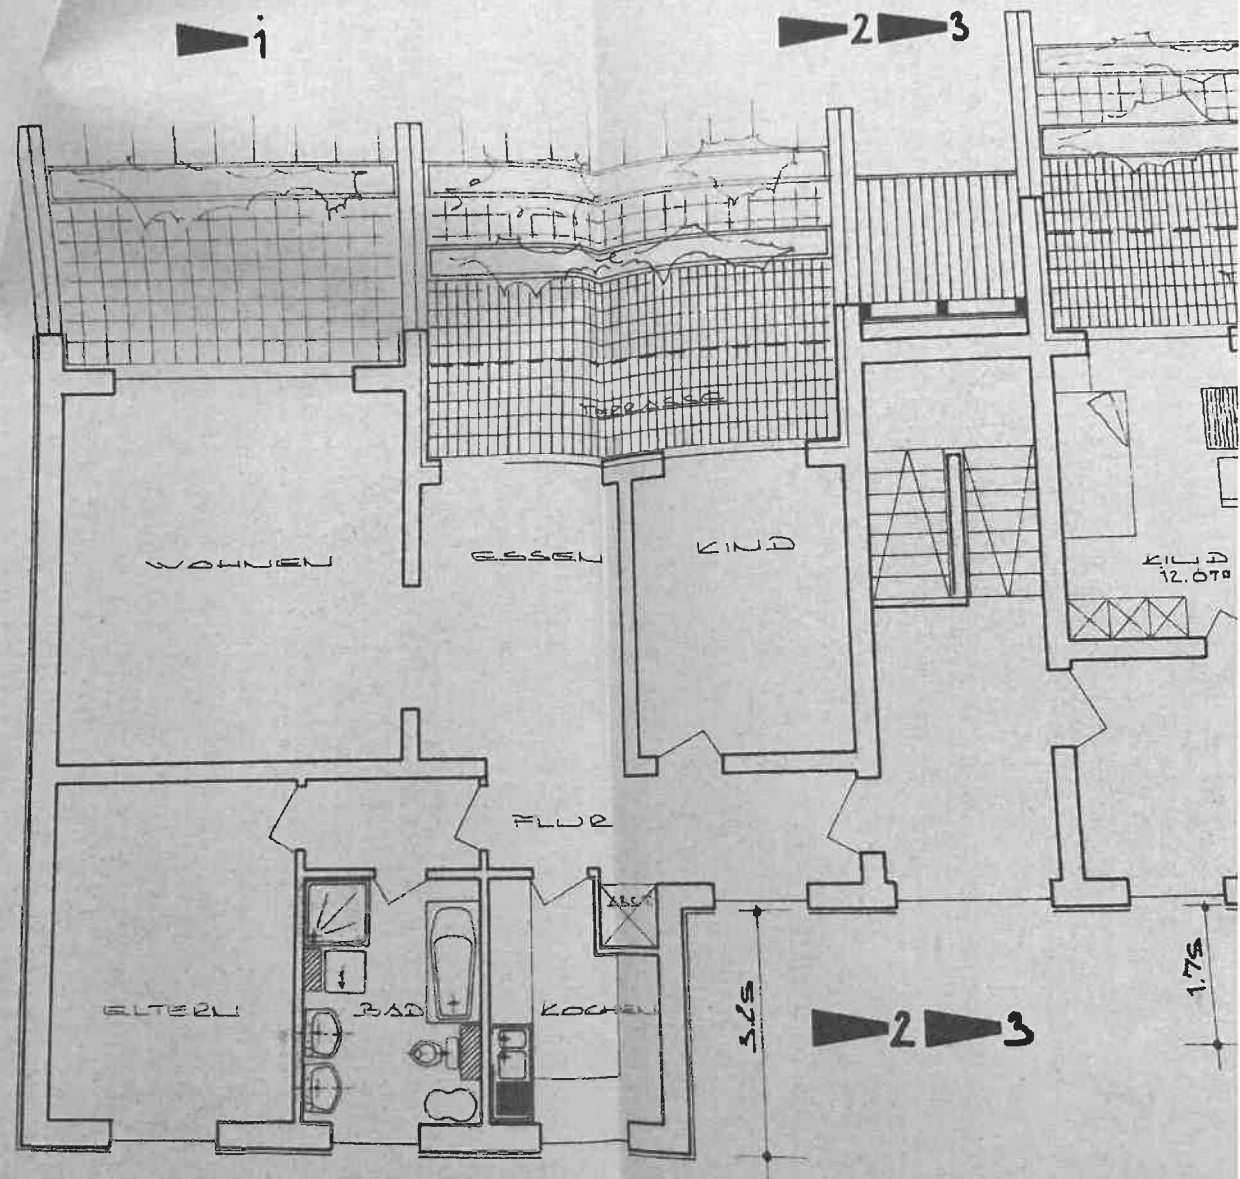 1
2 3
TERRASSE
WOHNEN
ESSEN
KIND
KIND
12.07
FLUR
ABST
ELTERN
BAD
KOCHEN
3.25
1.75
2 3